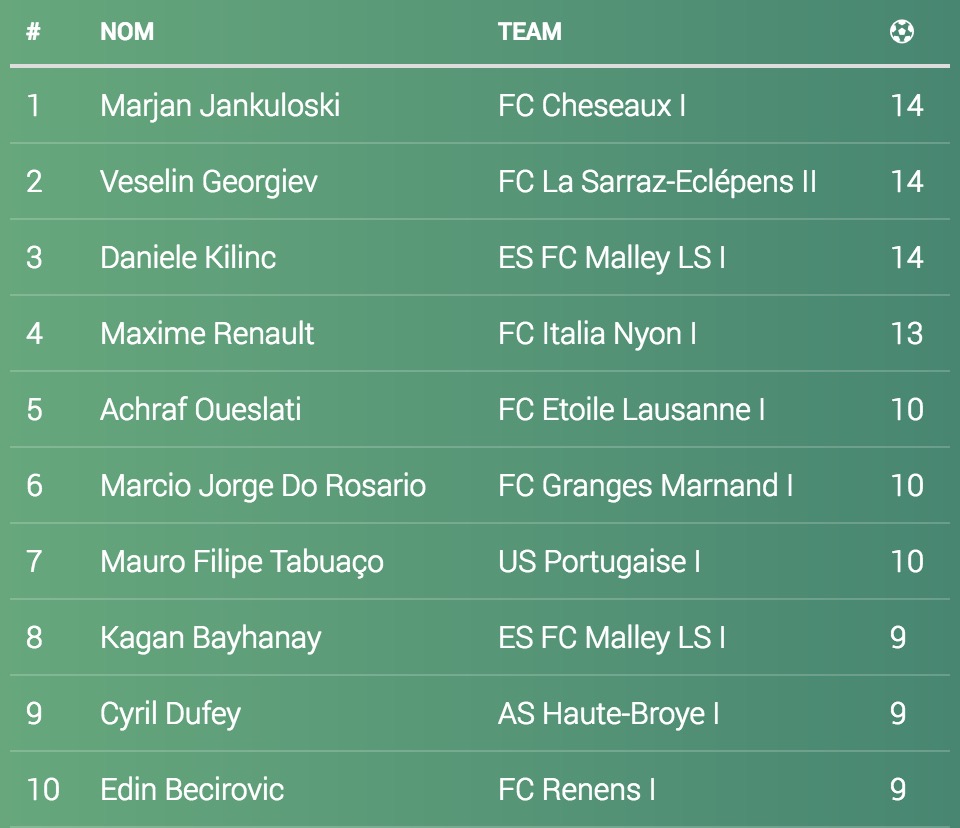 # NOM TEAM
1 Marjan Jankuloski FC Cheseaux I 14
2 Veselin Georgiev FC La Sarraz-Eclépens II 14
3 Daniele Kilinc ES FC Malley LS I 14
4 Maxime Renault FC Italia Nyon I 13
5 Achraf Oueslati FC Etoile Lausanne I 10
6 Marcio Jorge Do Rosario FC Granges Marnand I 10
7 Mauro Filipe Tabuaço US Portugaise I 10
8 Kagan Bayhanay ES FC Malley LS I 9
9 Cyril Dufey AS Haute-Broye I 9
10 Edin Becirovic FC Renens I 9